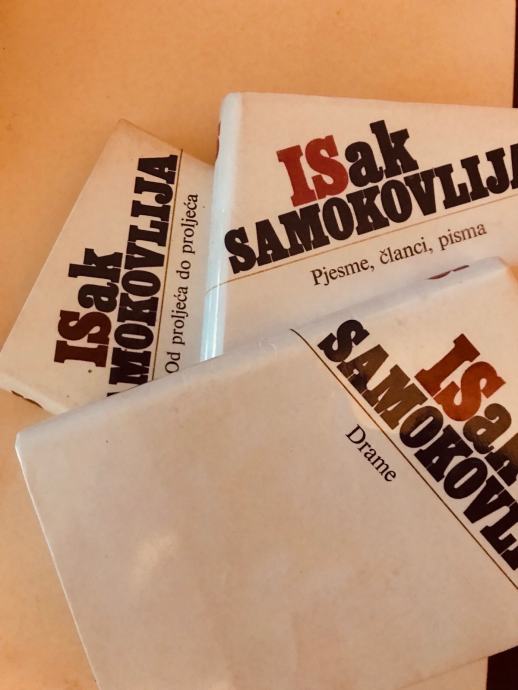 ISak
SAMOKOVLIJA
Od proljeća do proljeća
ISak
SAMOKOVLIJA
Pjesme, članci, pisma
ISak
SAMOKOVLI
Drame